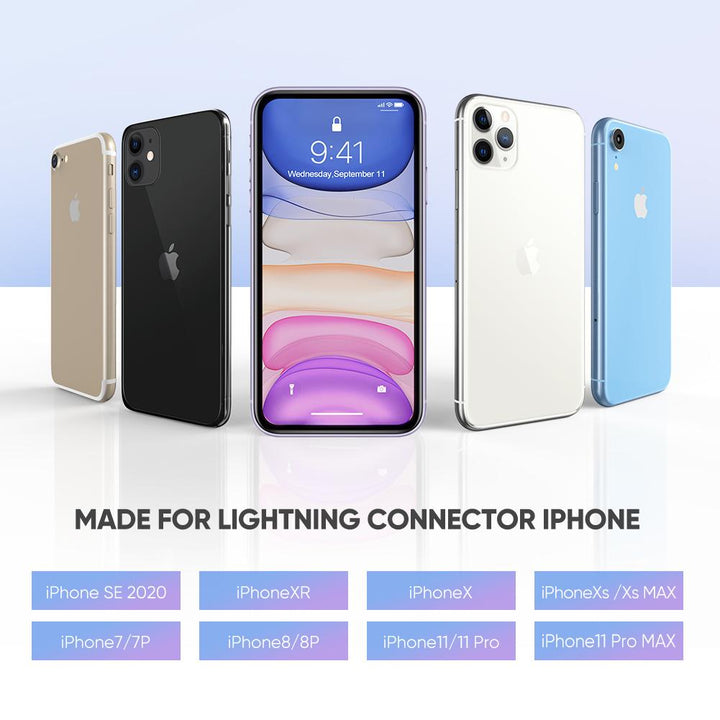 9:41
Wednesday,September 11
MADE FOR LIGHTNING CONNECTOR IPHONE
iPhone SE 2020
iPhoneXR
iPhoneX
iPhoneXs /Xs MAX
iPhone7/7P
iPhone8/8P
iPhone11/11 Pro
iPhone11 Pro MAX